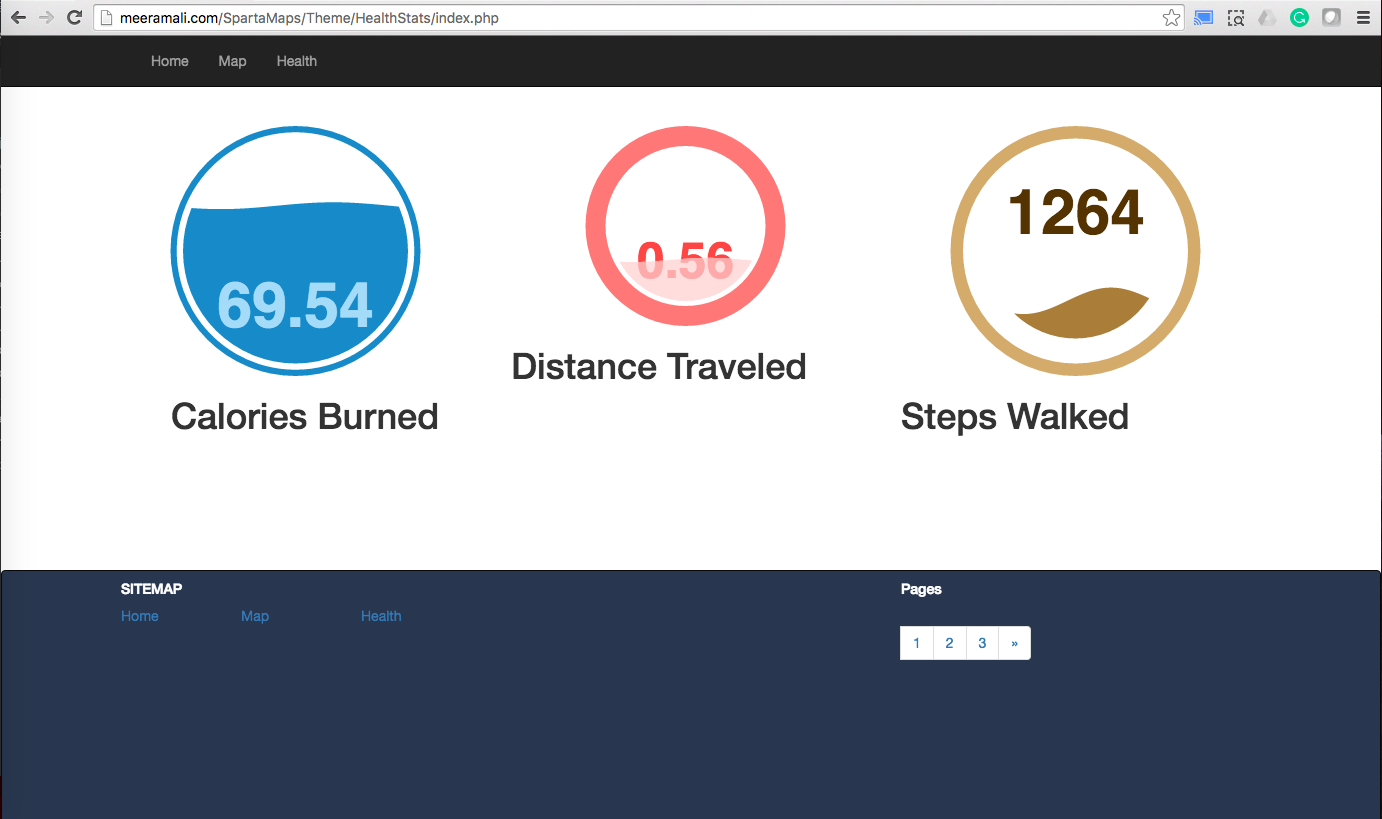 meeramali.com/SpartaMaps/Theme/HealthStats/index.php
Home Map Health
69.54
Calories Burned
0.56
Distance Traveled
1264
Steps Walked
SITEMAP
Home Map Health
Pages
1 2 3 »